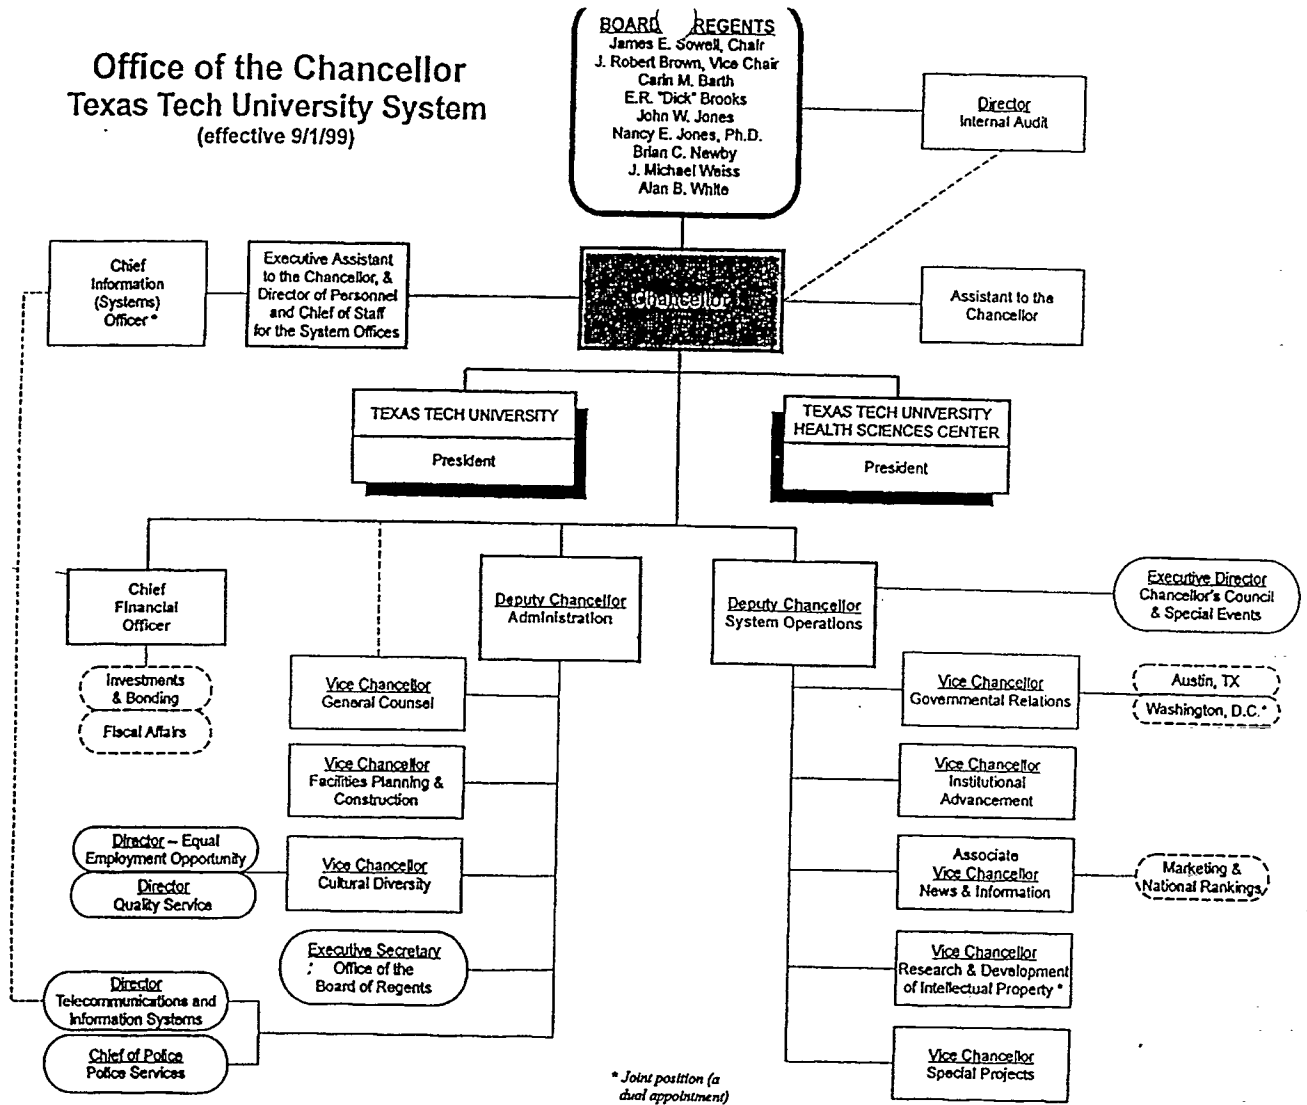 Office of the Chancellor
Texas Tech University System
(effective 9/1/99)
BOARD REGENTS
James E. Sowell, Chair
J. Robert Brown, Vice Chair
Carin M. Barth
E.R. "Dick" Brooks
John W. Jones
Nancy E. Jones, Ph.D.
Brian C. Newby
J. Michael Weiss
Alan B. White
Director
Internal Audit
Chief
Information
(Systems)
Officer*
Executive Assistant
to the Chancellor, &
Director of Personnel
and Chief of Staff
for the System Offices
Chancellor
Assistant to the
Chancellor
TEXAS TECH UNIVERSITY
President
TEXAS TECH UNIVERSITY
HEALTH SCIENCES CENTER
President
Chief
Financial
Officer
Investments
& Bonding
Fiscal Affairs
Deputy Chancellor
Administration
Vice Chancellor
General Counsel
Vice Chancellor
Facilities Planning &
Construction
Vice Chancellor
Cultural Diversity
Director – Equal
Employment Opportunity
Director
Quality Service
Executive Secretary
Office of the
Board of Regents
Director
Telecommunications and
Information Systems
Chief of Police
Police Services
Deputy Chancellor
System Operations
Executive Director
Chancellor's Council
& Special Events
Vice Chancellor
Governmental Relations
Austin, TX
Washington, D.C.*
Vice Chancellor
Institutional
Advancement
Associate
Vice Chancellor
News & Information
Marketing &
National Rankings
Vice Chancellor
Research & Development
of Intellectual Property *
Vice Chancellor
Special Projects
* Joint position (a
dual appointment)